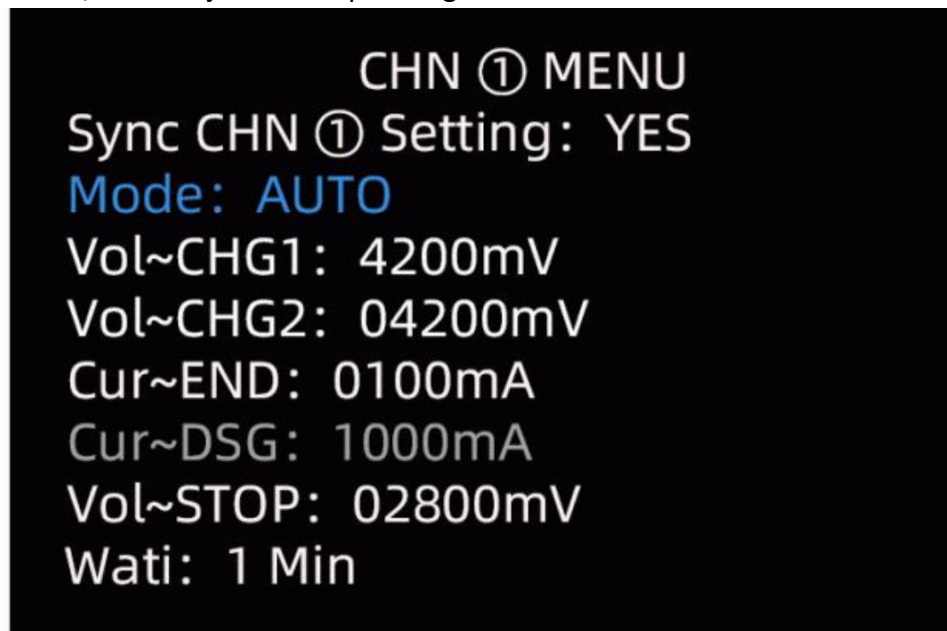 CHN ① MENU
Sync CHN ① Setting: YES
Mode: AUTO
Vol~CHG1: 4200mV
Vol~CHG2: 04200mV
Cur~END: 0100mA
Cur~DSG: 1000mA
Vol~STOP: 02800mV
Wati: 1 Min